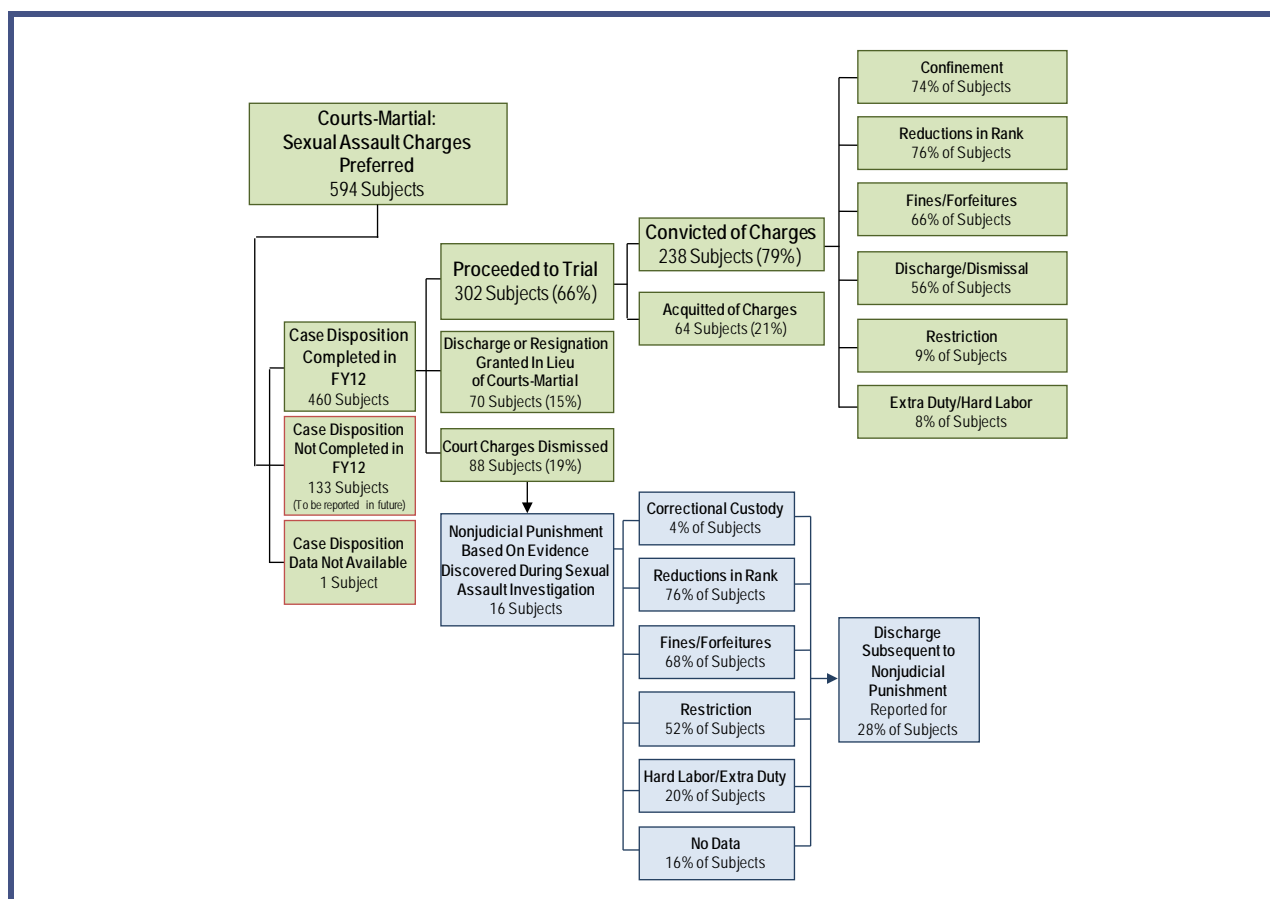 Courts-Martial:
Sexual Assault Charges
Preferred
594 Subjects
Case Disposition
Completed in
FY12
460 Subjects
Case Disposition
Not Completed in
FY12
133 Subjects
(To be reported in future)
Case Disposition
Data Not Available
1 Subject
Proceeded to Trial
302 Subjects (66%)
Discharge or Resignation
Granted In Lieu
of Courts-Martial
70 Subjects (15%)
Court Charges Dismissed
88 Subjects (19%)
Nonjudicial Punishment
Based On Evidence
Discovered During Sexual
Assault Investigation
16 Subjects
Convicted of Charges
238 Subjects (79%)
Acquitted of Charges
64 Subjects (21%)
Confinement
74% of Subjects
Reductions in Rank
76% of Subjects
Fines/Forfeitures
66% of Subjects
Discharge/Dismissal
56% of Subjects
Restriction
9% of Subjects
Extra Duty/Hard Labor
8% of Subjects
Correctional Custody
4% of Subjects
Reductions in Rank
76% of Subjects
Fines/Forfeitures
68% of Subjects
Restriction
52% of Subjects
Hard Labor/Extra Duty
20% of Subjects
No Data
16% of Subjects
Discharge
Subsequent to
Nonjudicial
Punishment
Reported for
28% of Subjects